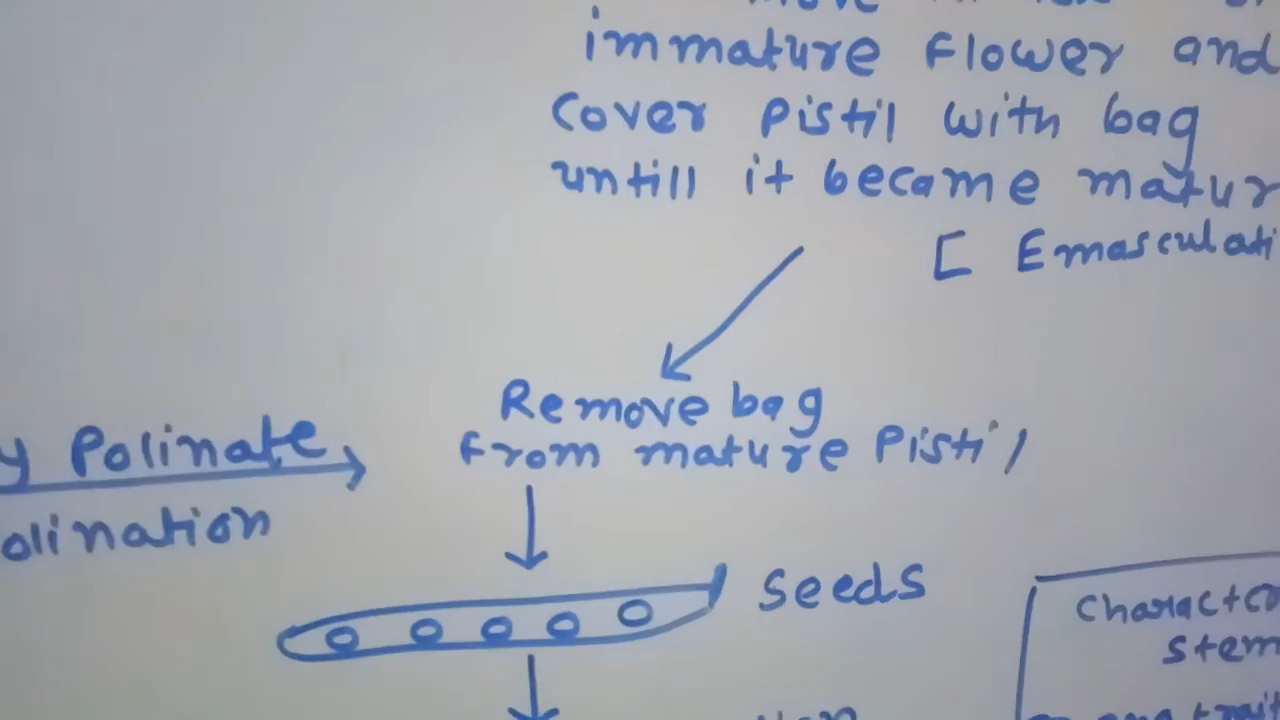 immature Flower and
Cover Pistil with bag
untill it became matur
[ Emasculati
Remove bag
From mature Pistil
y Polinate
olination
Seeds
Stem